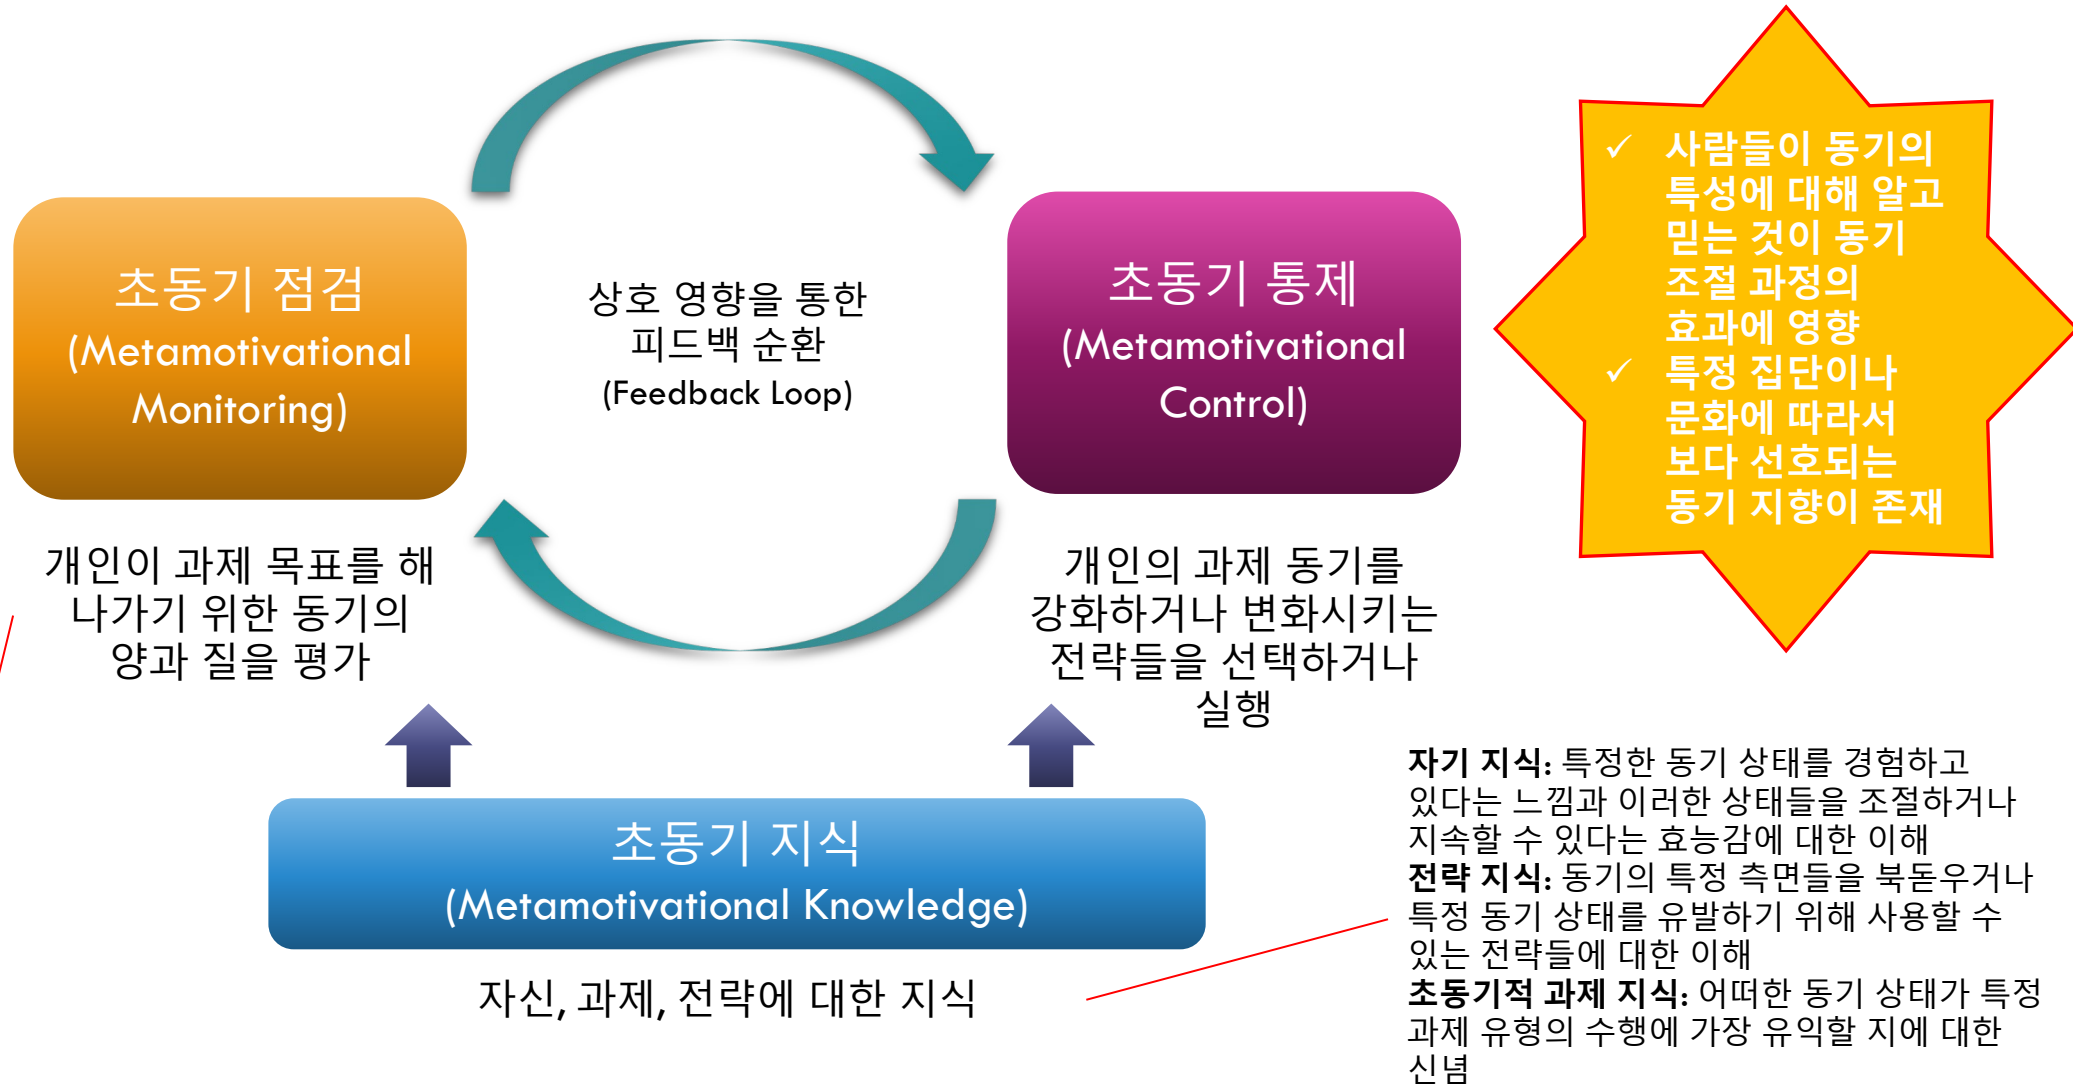 초동기 점검
(Metamotivational
Monitoring)
개인이 과제 목표를 해
나가기 위한 동기의
양과 질을 평가
상호 영향을 통한
피드백 순환
(Feedback Loop)
초동기 통제
(Metamotivational
Control)
개인의 과제 동기를
강화하거나 변화시키는
전략들을 선택하거나
실행
✓ 사람들이 동기의
특성에 대해 알고
믿는 것이 동기
조절 과정의
효과에 영향
✓ 특정 집단이나
문화에 따라서
보다 선호되는
동기 지향이 존재
초동기 지식
(Metamotivational Knowledge)
자신, 과제, 전략에 대한 지식
자기 지식: 특정한 동기 상태를 경험하고
있다는 느낌과 이러한 상태들을 조절하거나
지속할 수 있다는 효능감에 대한 이해
전략 지식: 동기의 특정 측면들을 북돋우거나
특정 동기 상태를 유발하기 위해 사용할 수
있는 전략들에 대한 이해
초동기적 과제 지식: 어떠한 동기 상태가 특정
과제 유형의 수행에 가장 유익할 지에 대한
신념